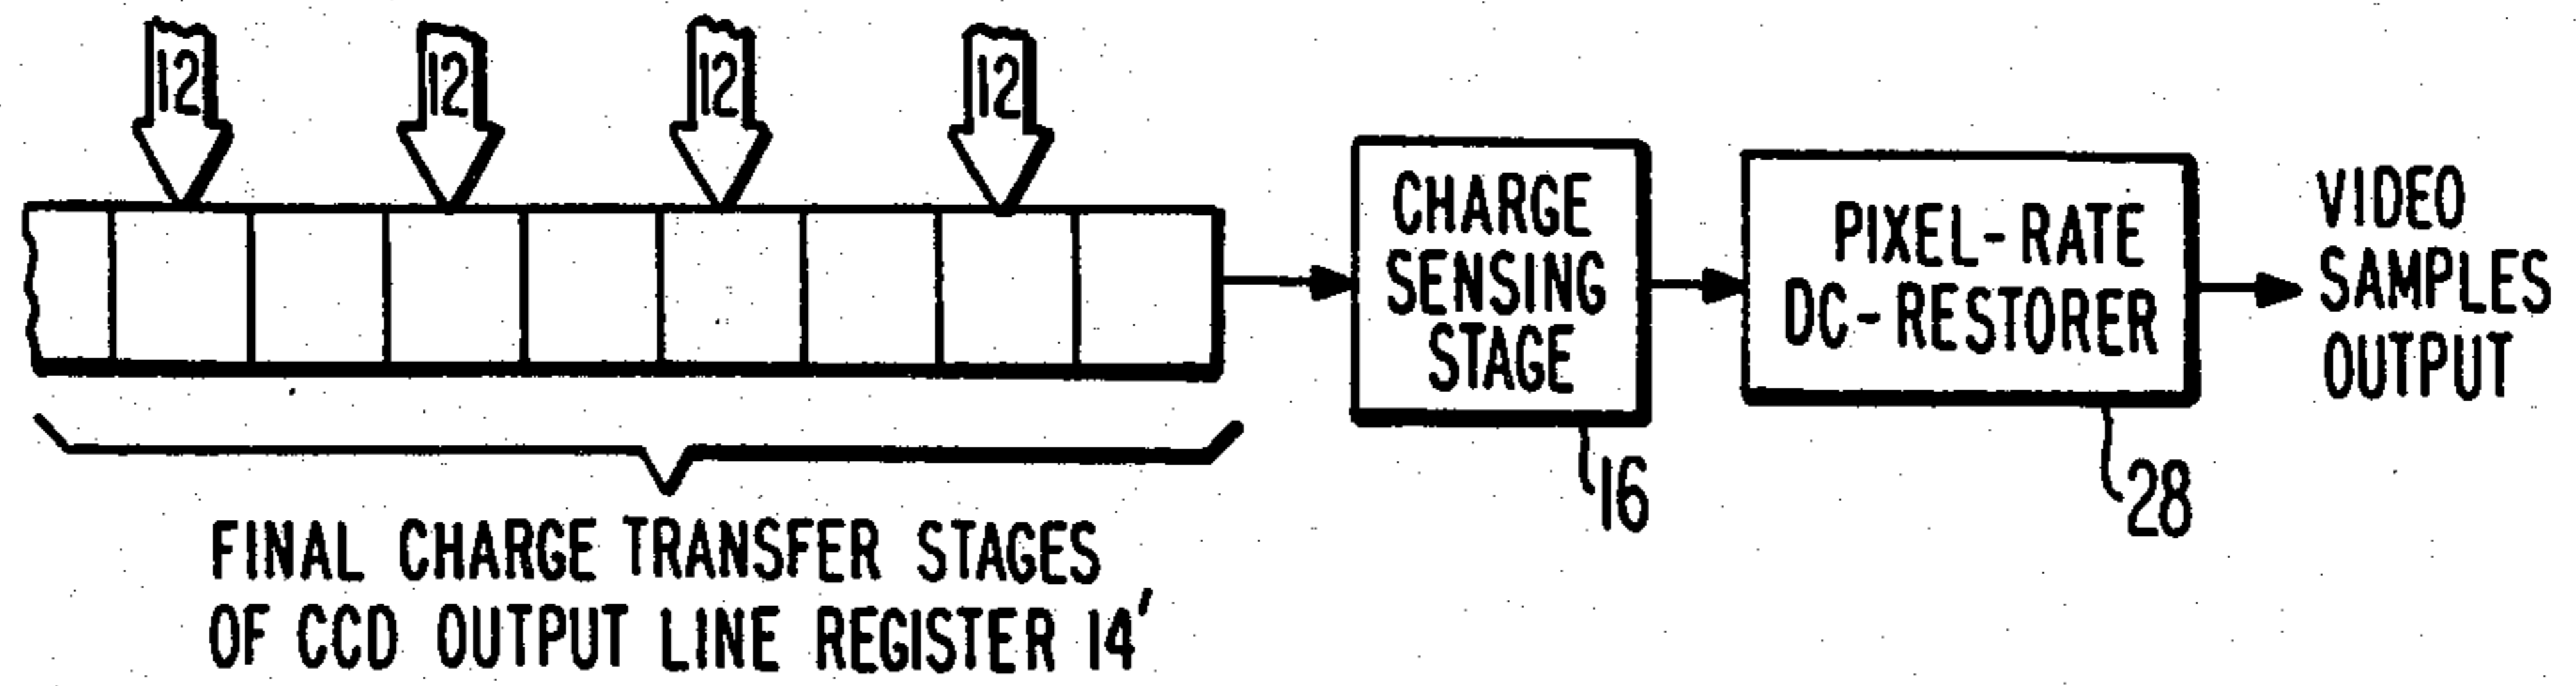 12 12 12 12
CHARGE
SENSING
STAGE
16
PIXEL-RATE
DC-RESTORER
28
VIDEO
SAMPLES
OUTPUT
FINAL CHARGE TRANSFER STAGES
OF CCD OUTPUT LINE REGISTER 14'